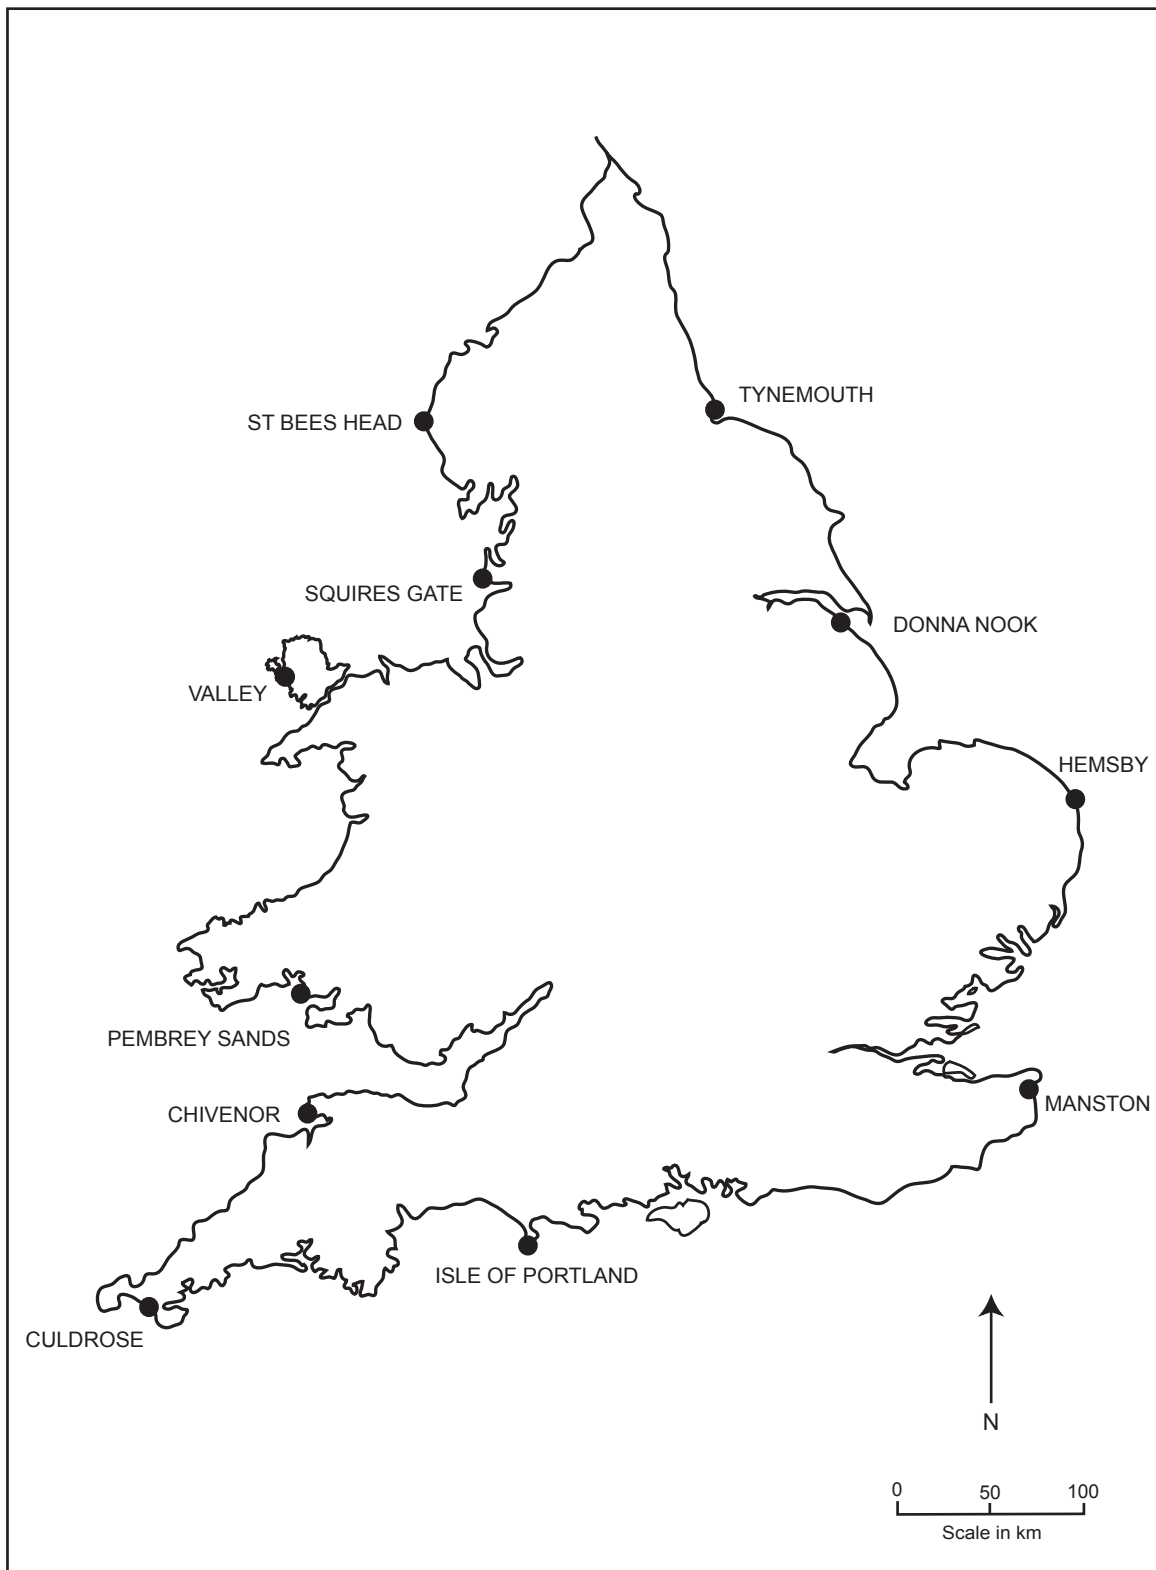 TYNEMOUTH
ST BEES HEAD
SQUIRES GATE
DONNA NOOK
VALLEY
HEMSBY
PEMBREY SANDS
MANSTON
CHIVENOR
ISLE OF PORTLAND
CULDROSE
N
0 50 100
Scale in km